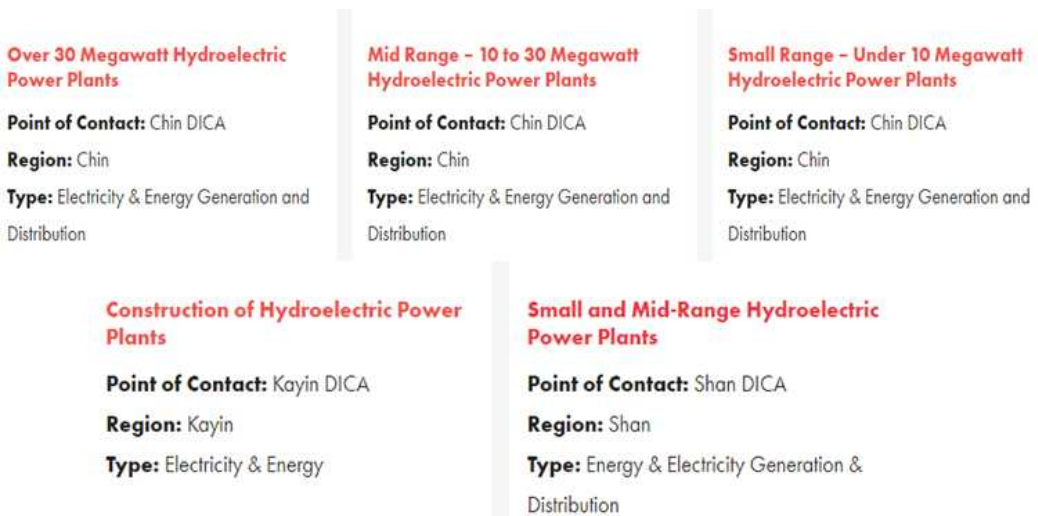 Over 30 Megawatt Hydroelectric
Power Plants
Point of Contact: Chin DICA
Region: Chin
Type: Electricity & Energy Generation and
Distribution
Mid Range – 10 to 30 Megawatt
Hydroelectric Power Plants
Point of Contact: Chin DICA
Region: Chin
Type: Electricity & Energy Generation and
Distribution
Small Range – Under 10 Megawatt
Hydroelectric Power Plants
Point of Contact: Chin DICA
Region: Chin
Type: Electricity & Energy Generation and
Distribution
Construction of Hydroelectric Power
Plants
Point of Contact: Kayin DICA
Region: Kayin
Type: Electricity & Energy
Small and Mid-Range Hydroelectric
Power Plants
Point of Contact: Shan DICA
Region: Shan
Type: Energy & Electricity Generation &
Distribution